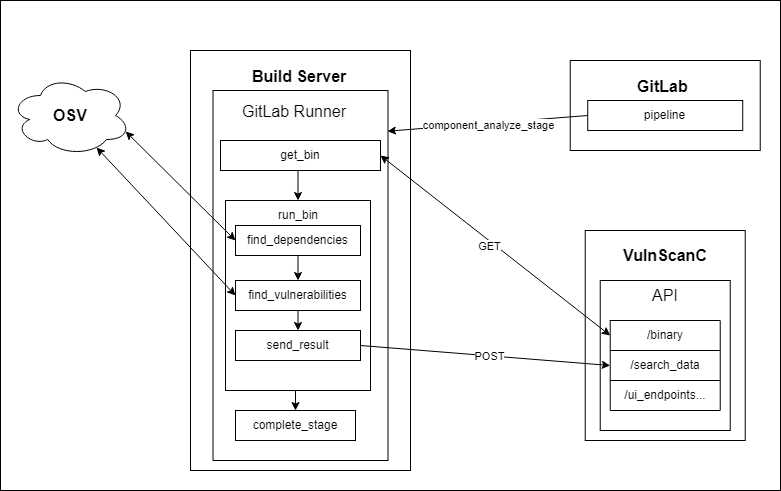 OSV
Build Server
GitLab Runner
get_bin
run_bin
find_dependencies
find_vulnerabilities
send_result
complete_stage
component_analyze_stage
GET
POST
GitLab
pipeline
VulnScanC
API
/binary
/search_data
/ui_endpoints...